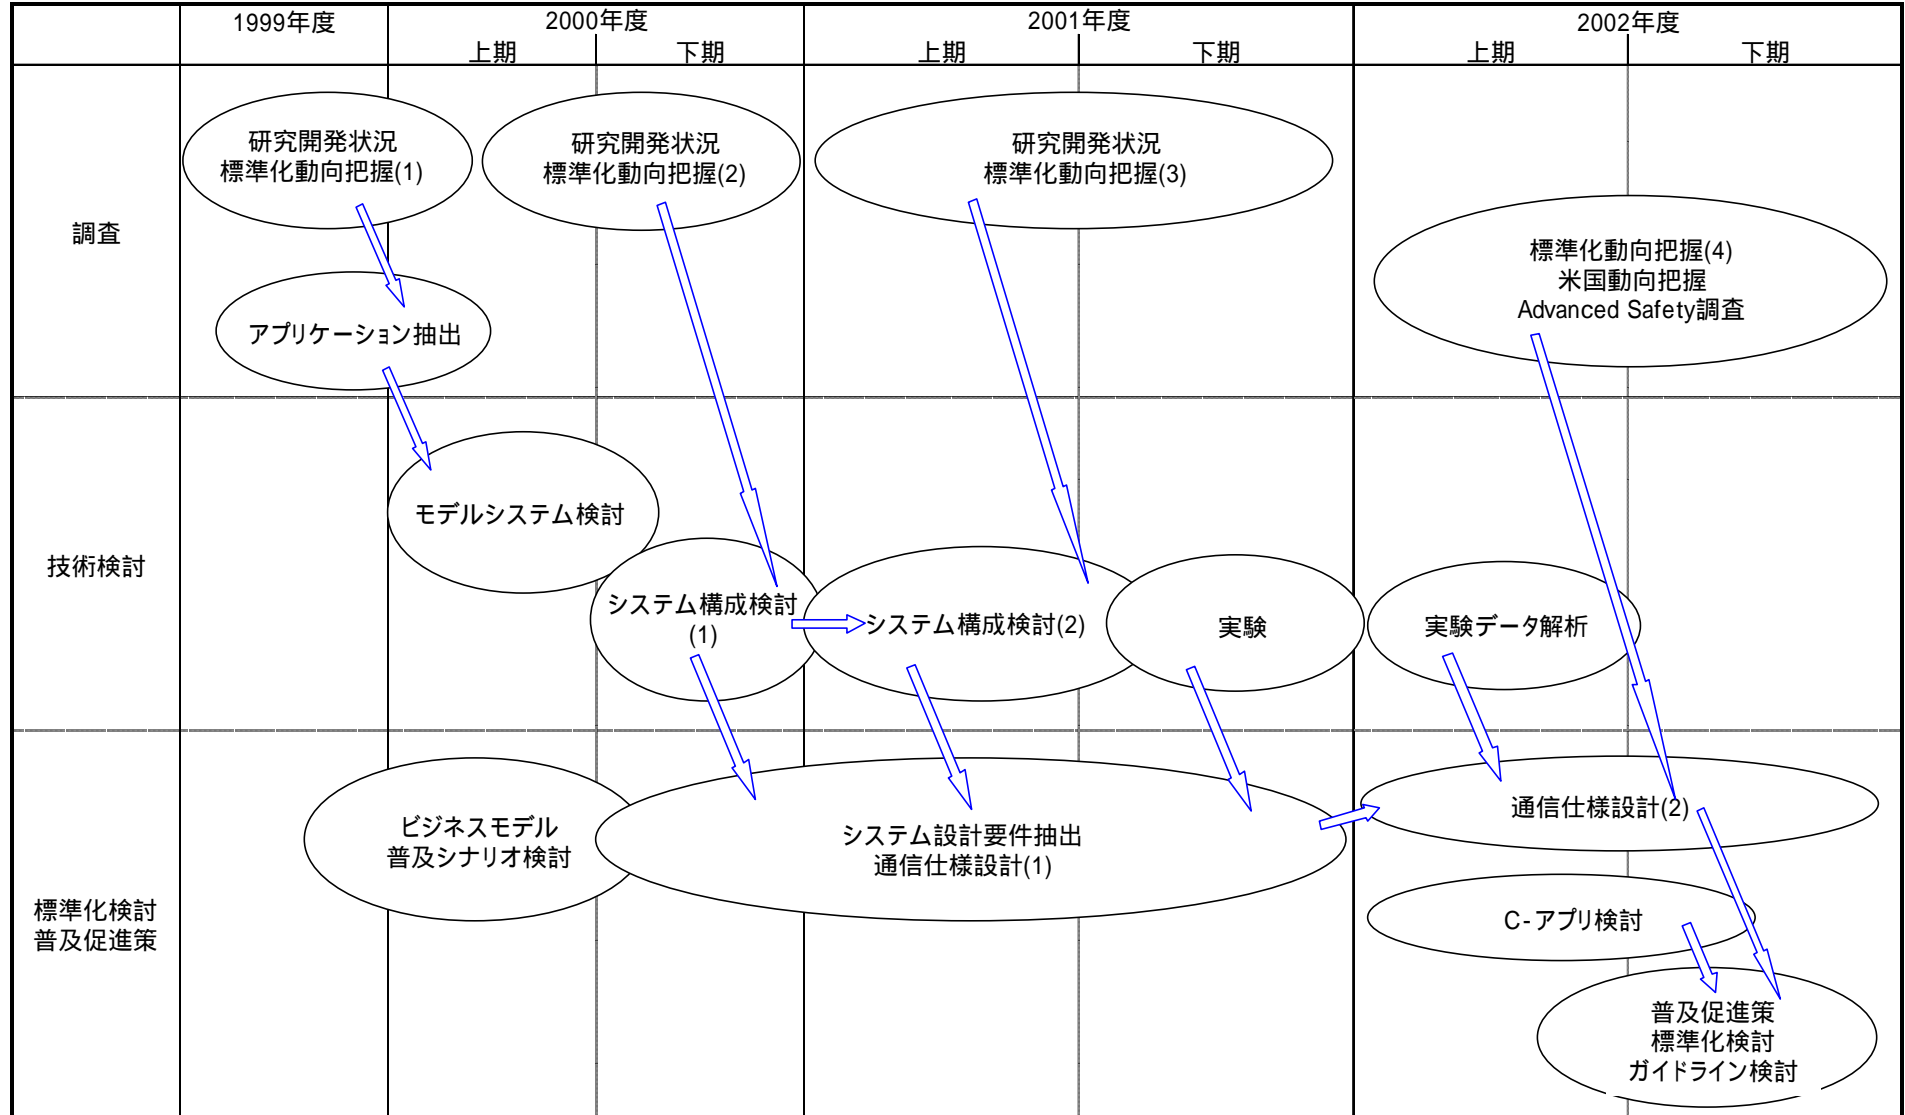 1999年度
2000年度
2001年度
2002年度
上期
下期
上期
下期
上期
下期
調査
研究開発状況
標準化動向把握(1)
研究開発状況
標準化動向把握(2)
研究開発状況
標準化動向把握(3)
標準化動向把握(4)
米国動向把握
Advanced Safety調査
アプリケーション抽出
技術検討
モデルシステム検討
システム構成検討
(1)
システム構成検討(2)
実験
実験データ解析
標準化検討
普及促進策
ビジネスモデル
普及シナリオ検討
システム設計要件抽出
通信仕様設計(1)
通信仕様設計(2)
C-アプリ検討
普及促進策
標準化検討
ガイドライン検討